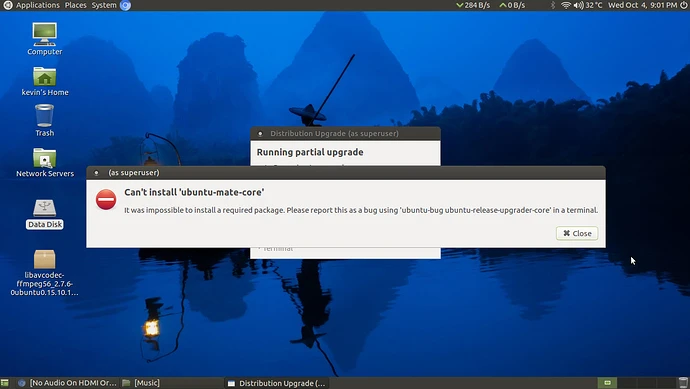 Applications Places System
284 B/s
0 B/s
32 °C
Wed Oct 4, 9:01 PM
Computer
kevin's Home
Trash
Network Servers
Data Disk
libavcodec-
ffmpeg56_2.7.6-
0ubuntu0.15.10.1...
Distribution Upgrade (as superuser)
Running partial upgrade
(as superuser)
Can't install 'ubuntu-mate-core'
It was impossible to install a required package. Please report this as a bug using 'ubuntu-bug ubuntu-release-upgrader-core' in a terminal.
Close
Terminal
[No Audio On HDMI Or...
[Music]
Distribution Upgrade (...